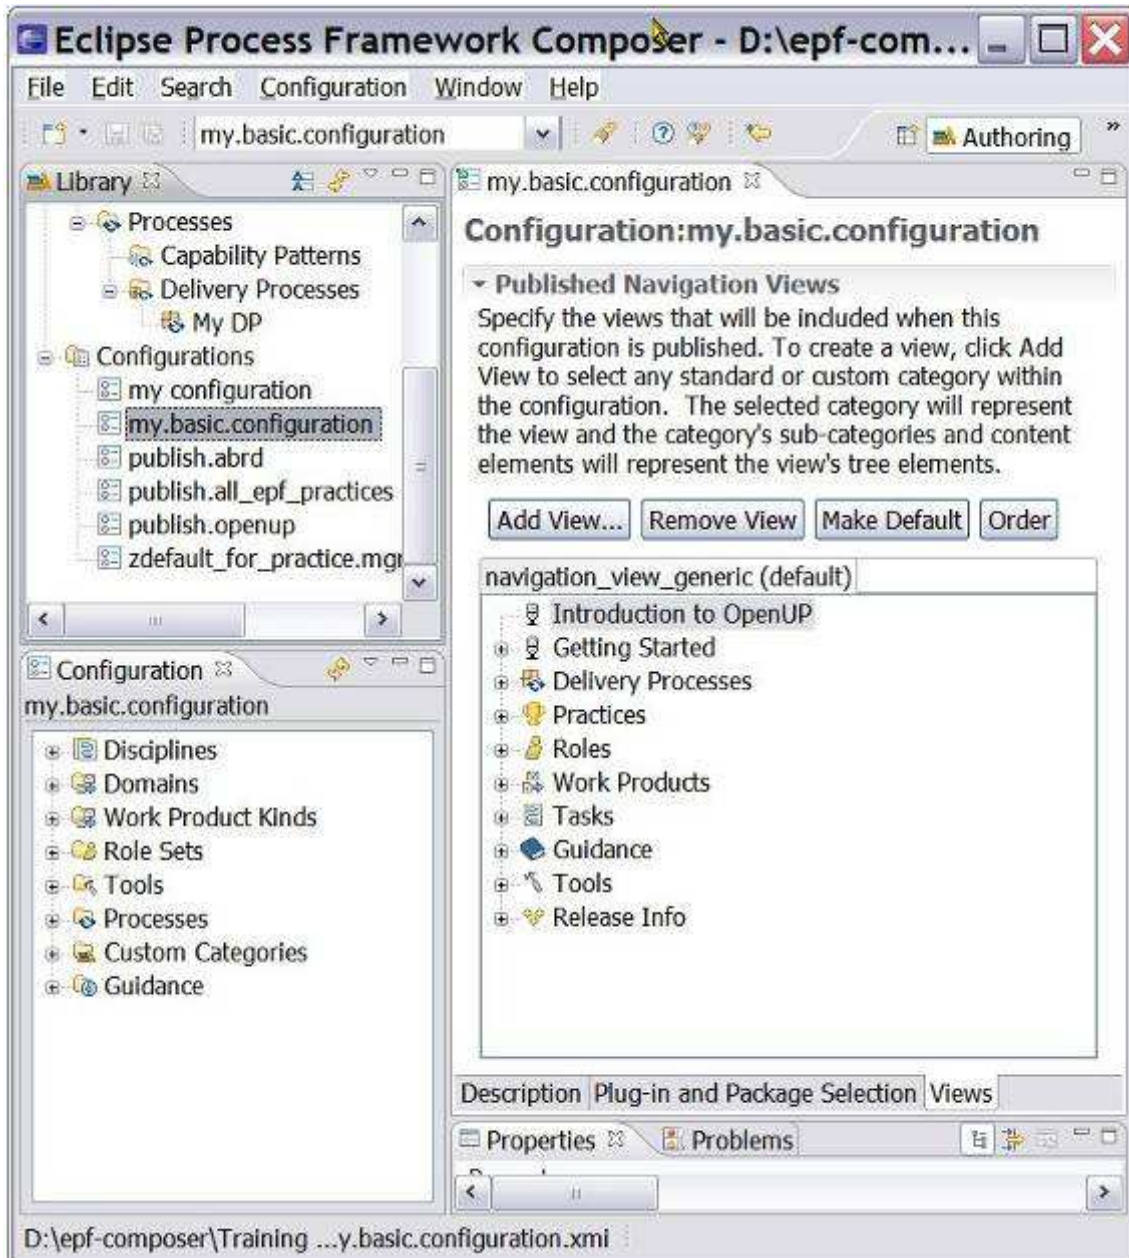 Eclipse Process Framework Composer - D:\epf-com...
File Edit Search Configuration Window Help
my.basic.configuration
Authoring
Library
Processes
Capability Patterns
Delivery Processes
My DP
Configurations
my configuration
my.basic.configuration
publish.abrd
publish.all_epf_practices
publish.openup
zdefault_for_practice.mgr
Configuration
my.basic.configuration
Disciplines
Domains
Work Product Kinds
Role Sets
Tools
Processes
Custom Categories
Guidance
my.basic.configuration
Configuration:my.basic.configuration
Published Navigation Views
Specify the views that will be included when this
configuration is published. To create a view, click Add
View to select any standard or custom category within
the configuration. The selected category will represent
the view and the category's sub-categories and content
elements will represent the view's tree elements.
Add View... Remove View Make Default Order
navigation_view_generic (default)
Introduction to OpenUP
Getting Started
Delivery Processes
Practices
Roles
Work Products
Tasks
Guidance
Tools
Release Info
Description Plug-in and Package Selection Views
Properties Problems
D:\epf-composer\Training ...y.basic.configuration.xmi